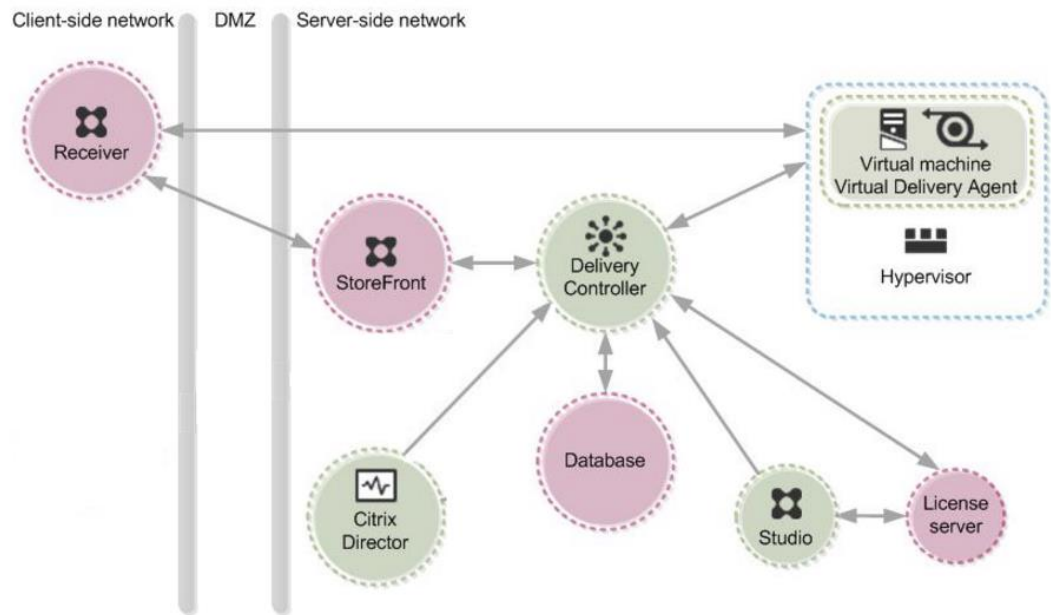 Client-side network
DMZ
Server-side network
Receiver
Virtual machine
Virtual Delivery Agent
StoreFront
Delivery
Controller
Hypervisor
Database
Citrix
Director
Studio
License
server